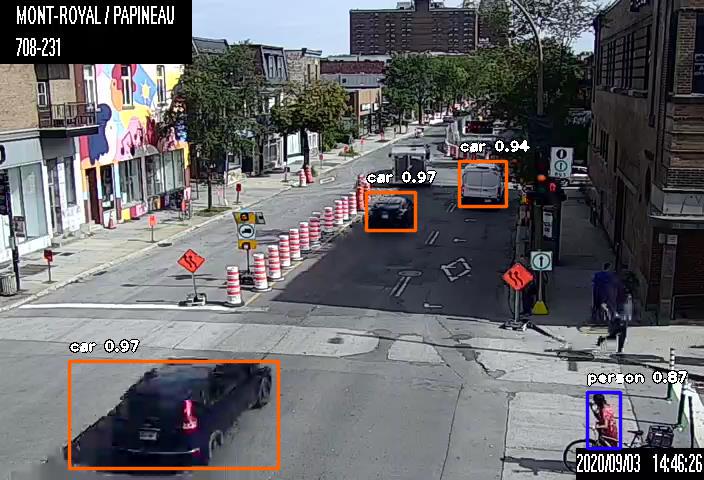 MONT-ROYAL / PAPINEAU
708-231
car 0.94
car 0.97
car 0.97
person 0.87
2020/09/03 14:46:26